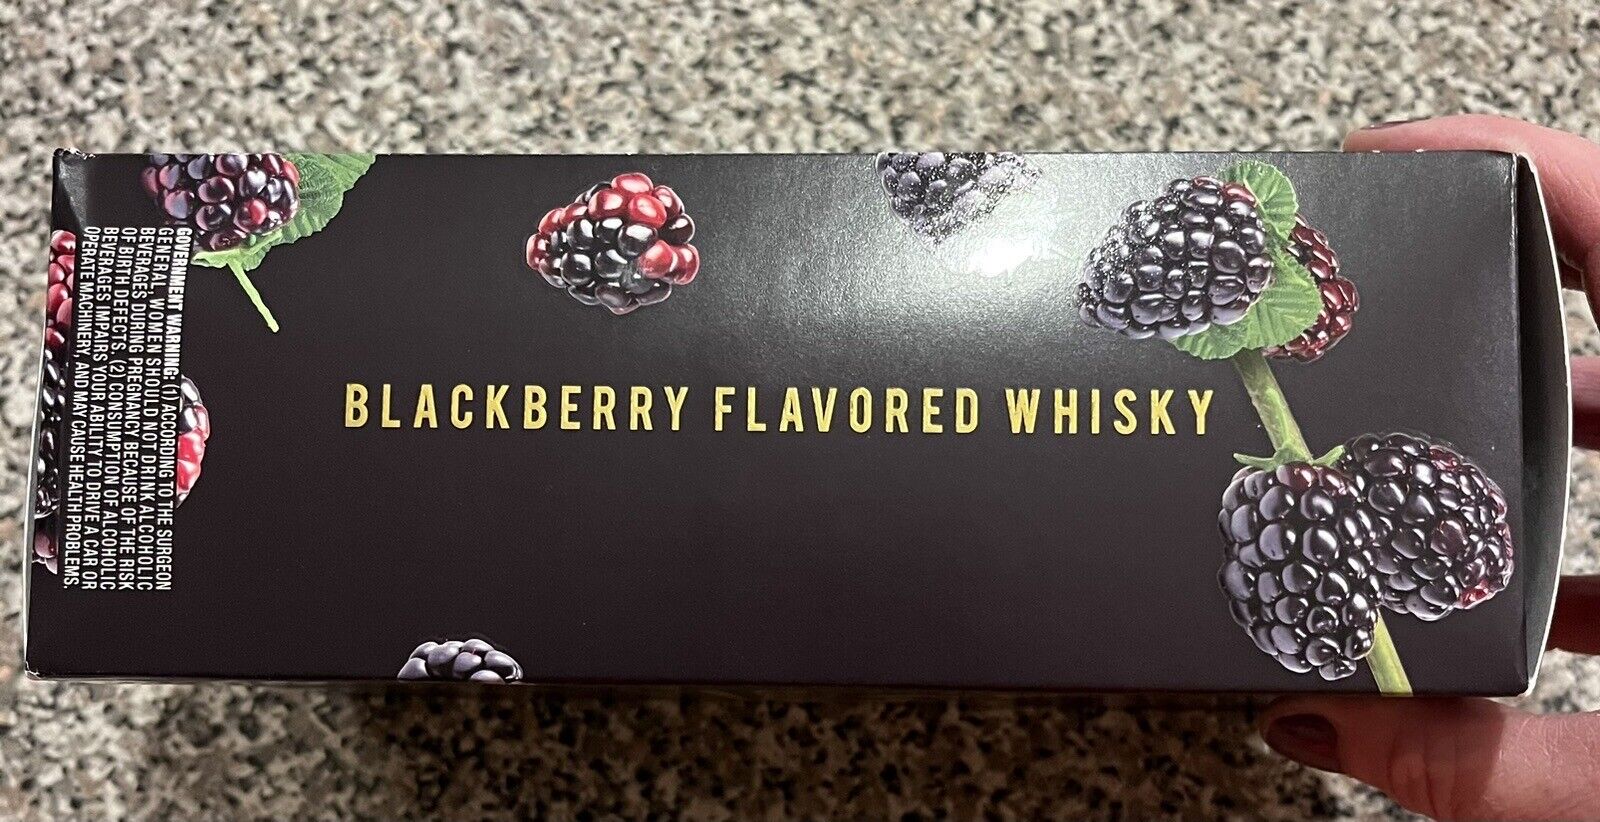 BLACKBERRY FLAVORED WHISKY
GOVERNMENT WARNING: (1) ACCORDING TO THE SURGEON
GENERAL, WOMEN SHOULD NOT DRINK ALCOHOLIC
BEVERAGES DURING PREGNANCY BECAUSE OF THE RISK
OF BIRTH DEFECTS. (2) CONSUMPTION OF ALCOHOLIC
BEVERAGES IMPAIRS YOUR ABILITY TO DRIVE A CAR OR
OPERATE MACHINERY, AND MAY CAUSE HEALTH PROBLEMS.